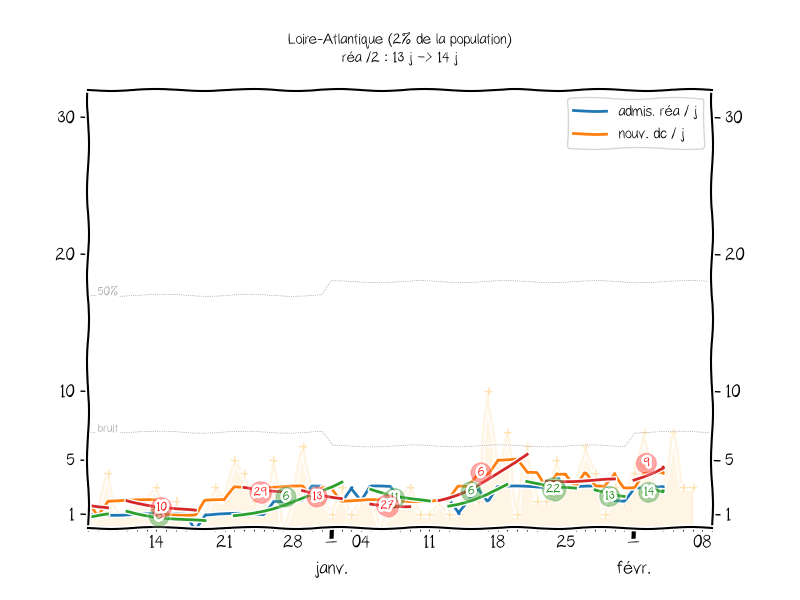 Loire-Atlantique (2% de la population)
réa /2 : 13 j -> 14 j
admis. réa / j
nouv. dc / j
30 30
20 20
50%
10 10
bruit
5 5
1 1
10 29 6 13 27 6 6 22 13 9 14
14 21 28 04 11 18 25 08
janv. févr.